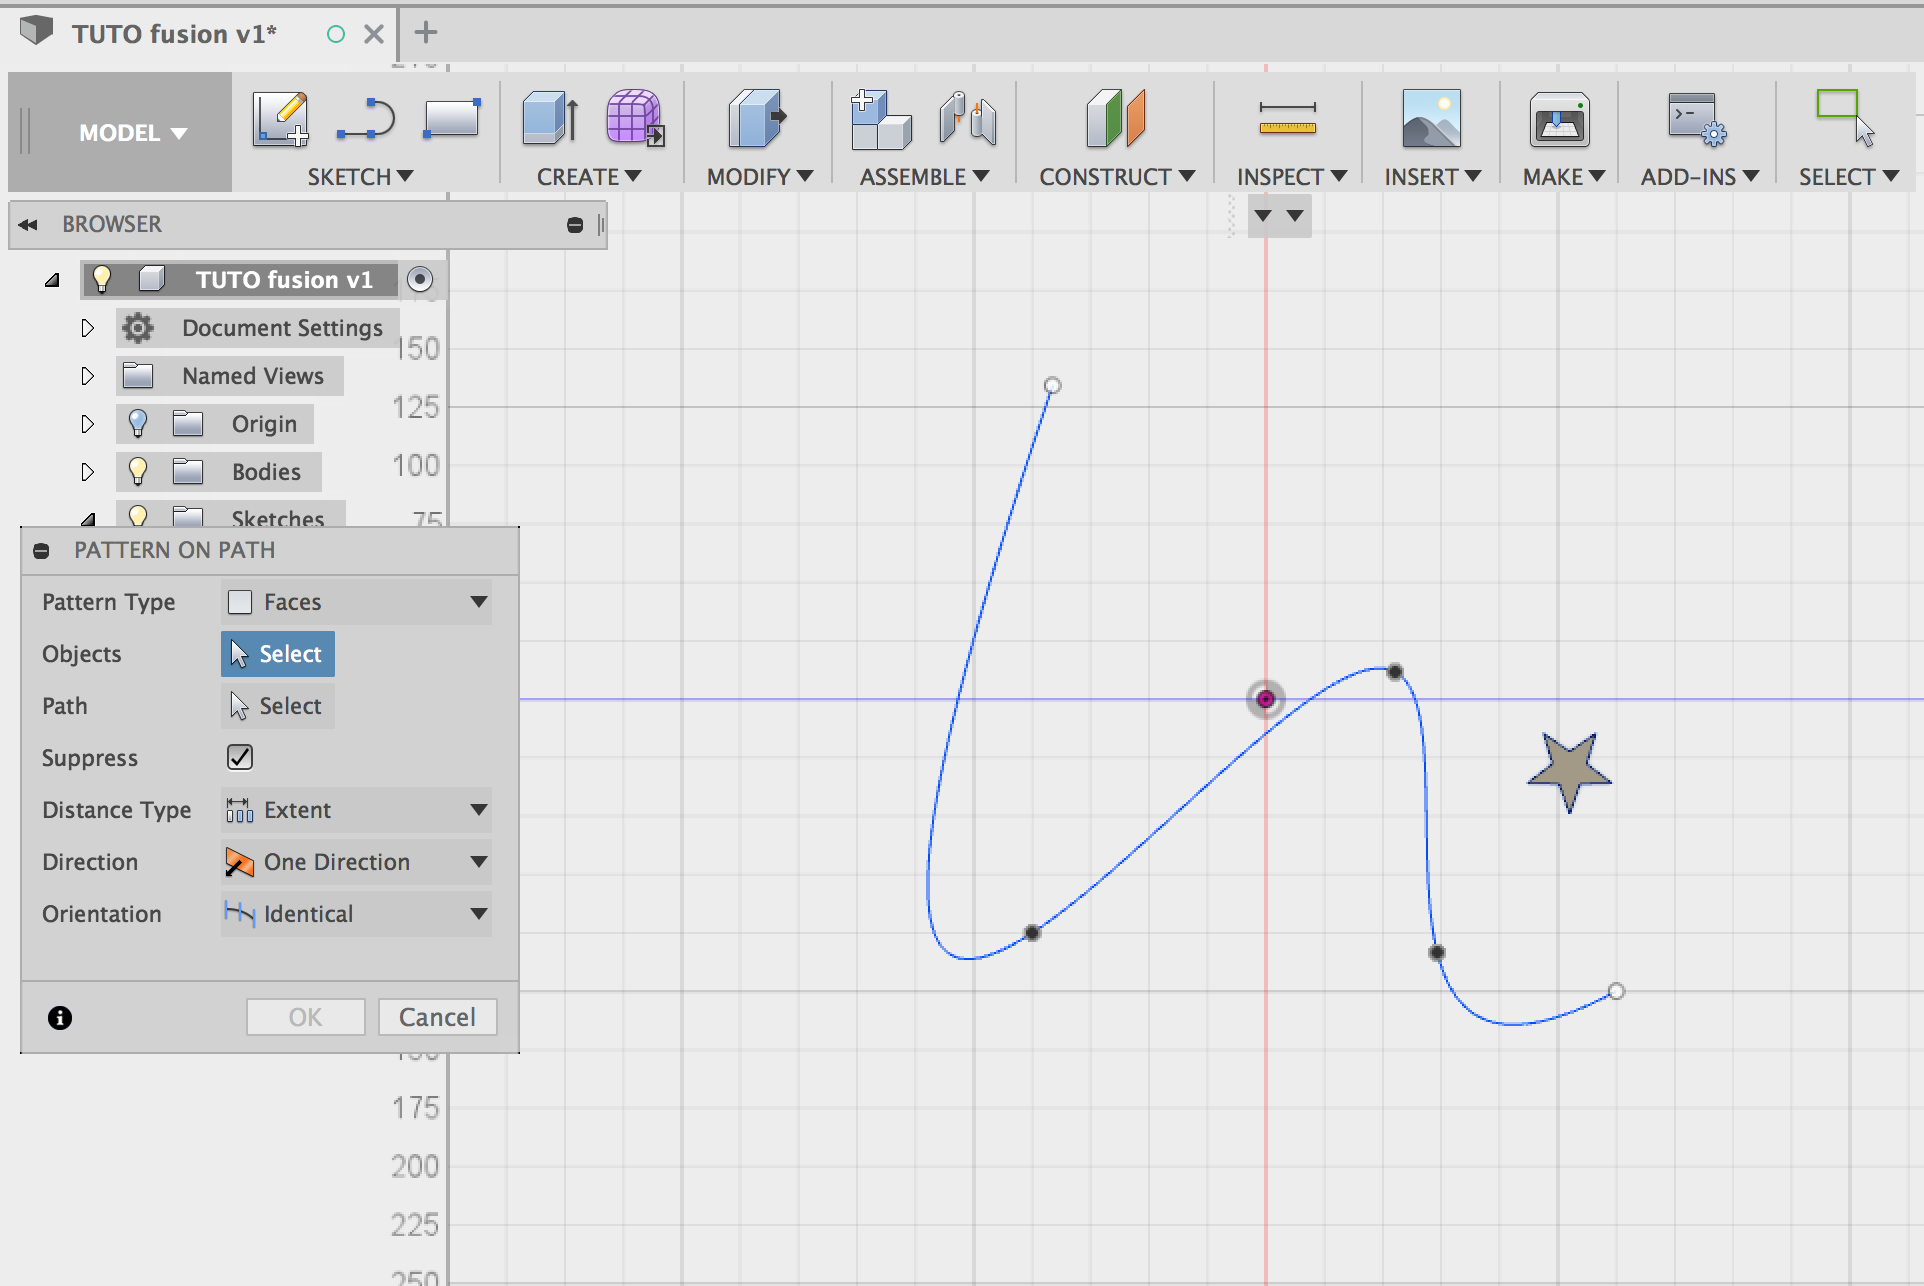 TUTO fusion v1*
MODEL
SKETCH
CREATE
MODIFY
ASSEMBLE
CONSTRUCT
INSPECT
INSERT
MAKE
ADD-INS
SELECT
BROWSER
TUTO fusion v1
Document Settings
Named Views
Origin
Bodies
Sketches
150
125
100
75
PATTERN ON PATH
Pattern Type Faces
Objects Select
Path Select
Suppress
Distance Type Extent
Direction One Direction
Orientation Identical
OK Cancel
175
200
225
250